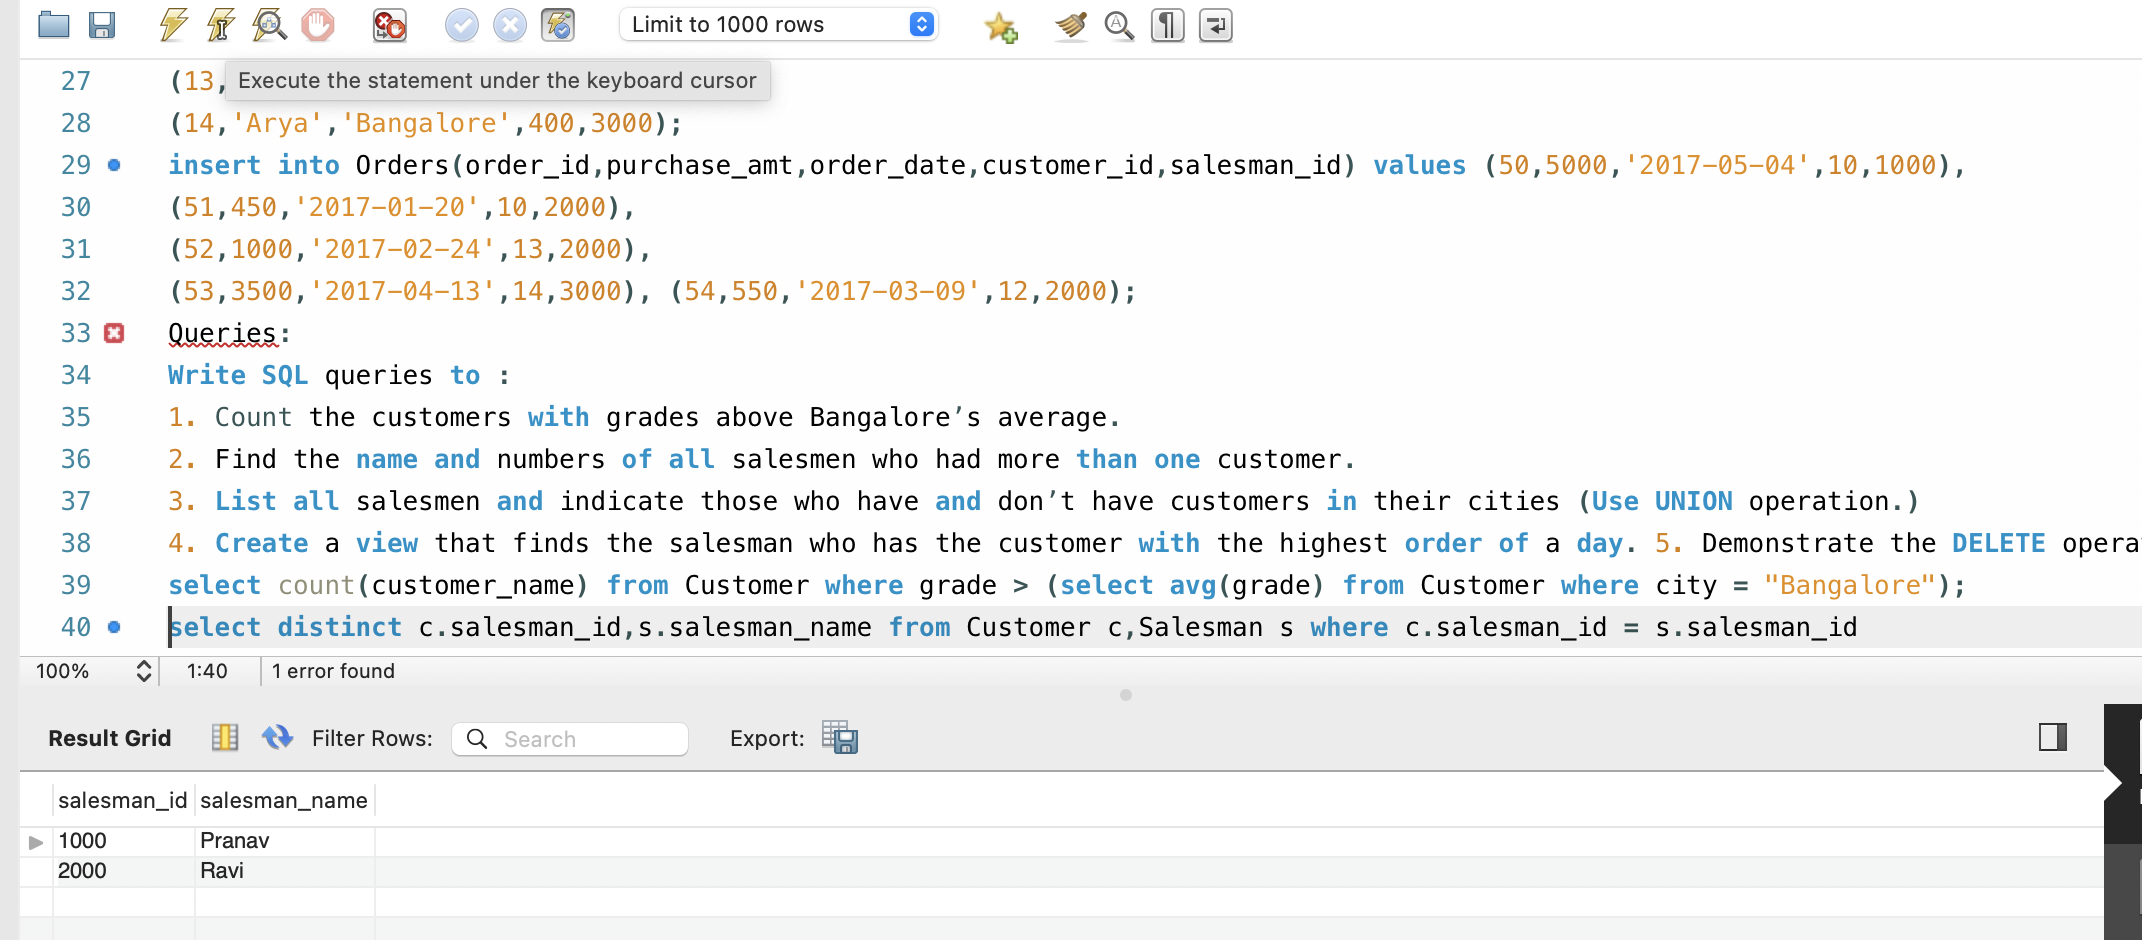 Limit to 1000 rows
27 (13,
Execute the statement under the keyboard cursor
28 (14,'Arya','Bangalore',400,3000);
29 insert into Orders(order_id,purchase_amt,order_date,customer_id,salesman_id) values (50,5000,'2017-05-04',10,1000),
30 (51,450,'2017-01-20',10,2000),
31 (52,1000,'2017-02-24',13,2000),
32 (53,3500,'2017-04-13',14,3000), (54,550,'2017-03-09',12,2000);
33 Queries:
34 Write SQL queries to :
35 1. Count the customers with grades above Bangalore’s average.
36 2. Find the name and numbers of all salesmen who had more than one customer.
37 3. List all salesmen and indicate those who have and don’t have customers in their cities (Use UNION operation.)
38 4. Create a view that finds the salesman who has the customer with the highest order of a day. 5. Demonstrate the DELETE opera
39 select count(customer_name) from Customer where grade > (select avg(grade) from Customer where city = "Bangalore");
40 select distinct c.salesman_id,s.salesman_name from Customer c,Salesman s where c.salesman_id = s.salesman_id
100% 1:40 1 error found
Result Grid Filter Rows: Search Export:
salesman_id salesman_name
1000 Pranav
2000 Ravi